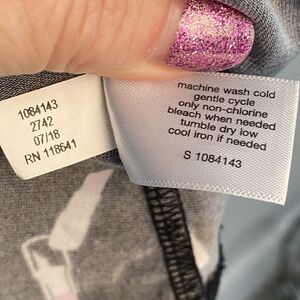 1084143
2742
07/18
RN 118641
machine wash cold
gentle cycle
only non-chlorine
bleach when needed
tumble dry low
cool iron if needed
S 1084143